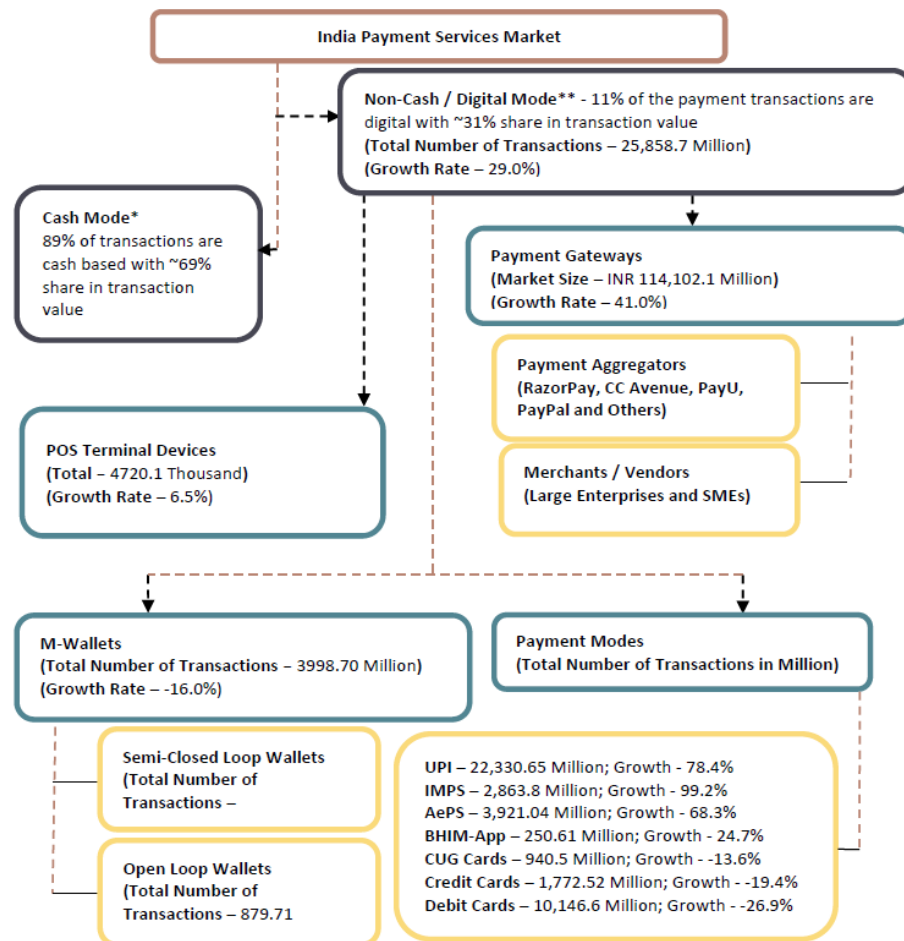 India Payment Services Market
Non-Cash / Digital Mode** - 11% of the payment transactions are
digital with ~31% share in transaction value
(Total Number of Transactions – 25,858.7 Million)
(Growth Rate – 29.0%)
Cash Mode*
89% of transactions are
cash based with ~69%
share in transaction
value
Payment Gateways
(Market Size – INR 114,102.1 Million)
(Growth Rate – 41.0%)
Payment Aggregators
(RazorPay, CC Avenue, PayU,
PayPal and Others)
Merchants / Vendors
(Large Enterprises and SMEs)
POS Terminal Devices
(Total – 4720.1 Thousand)
(Growth Rate – 6.5%)
M-Wallets
(Total Number of Transactions – 3998.70 Million)
(Growth Rate – -16.0%)
Semi-Closed Loop Wallets
(Total Number of
Transactions –
Open Loop Wallets
(Total Number of
Transactions – 879.71
Payment Modes
(Total Number of Transactions in Million)
UPI – 22,330.65 Million; Growth - 78.4%
IMPS – 2,863.8 Million; Growth - 99.2%
AePS – 3,921.04 Million; Growth - 68.3%
BHIM-App – 250.61 Million; Growth - 24.7%
CUG Cards – 940.5 Million; Growth - -13.6%
Credit Cards – 1,772.52 Million; Growth - -19.4%
Debit Cards – 10,146.6 Million; Growth - -26.9%